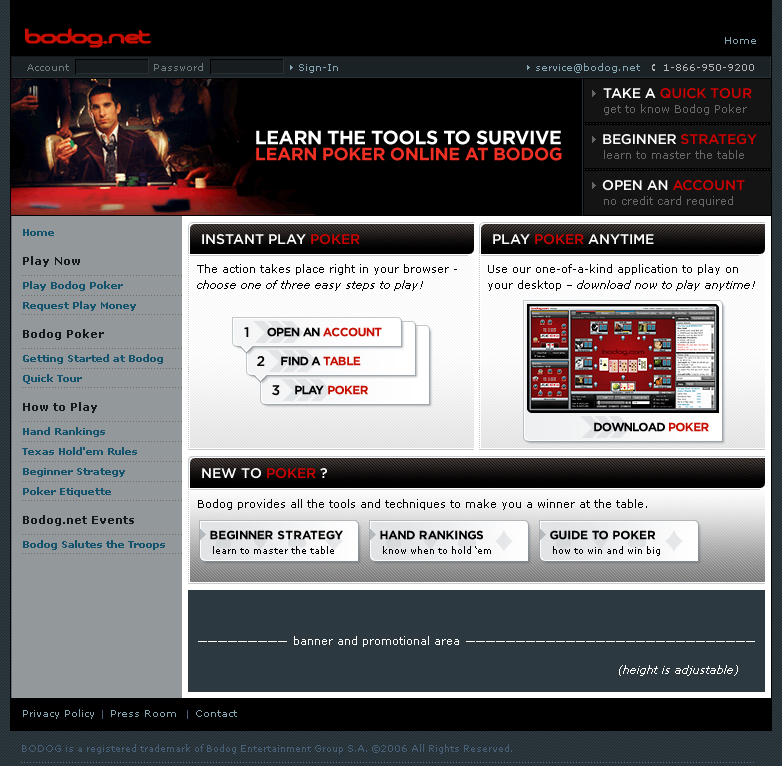 bodog.net
Home
Account Password Sign-In service@bodog.net 1-866-950-9200
LEARN THE TOOLS TO SURVIVE
LEARN POKER ONLINE AT BODOG
TAKE A QUICK TOUR
get to know Bodog Poker
BEGINNER STRATEGY
learn to master the table
OPEN AN ACCOUNT
no credit card required
Home
Play Now
Play Bodog Poker
Request Play Money
Bodog Poker
Getting Started at Bodog
Quick Tour
How to Play
Hand Rankings
Texas Hold'em Rules
Beginner Strategy
Poker Etiquette
Bodog.net Events
Bodog Salutes the Troops
INSTANT PLAY POKER
The action takes place right in your browser -
choose one of three easy steps to play!
1 OPEN AN ACCOUNT
2 FIND A TABLE
3 PLAY POKER
PLAY POKER ANYTIME
Use our one-of-a-kind application to play on
your desktop – download now to play anytime!
DOWNLOAD POKER
NEW TO POKER ?
Bodog provides all the tools and techniques to make you a winner at the table.
BEGINNER STRATEGY
learn to master the table
HAND RANKINGS
know when to hold 'em
GUIDE TO POKER
how to win and win big
——————— banner and promotional area ———————————————————————
(height is adjustable)
Privacy Policy | Press Room | Contact
BODOG is a registered trademark of Bodog Entertainment Group S.A. ©2006 All Rights Reserved.